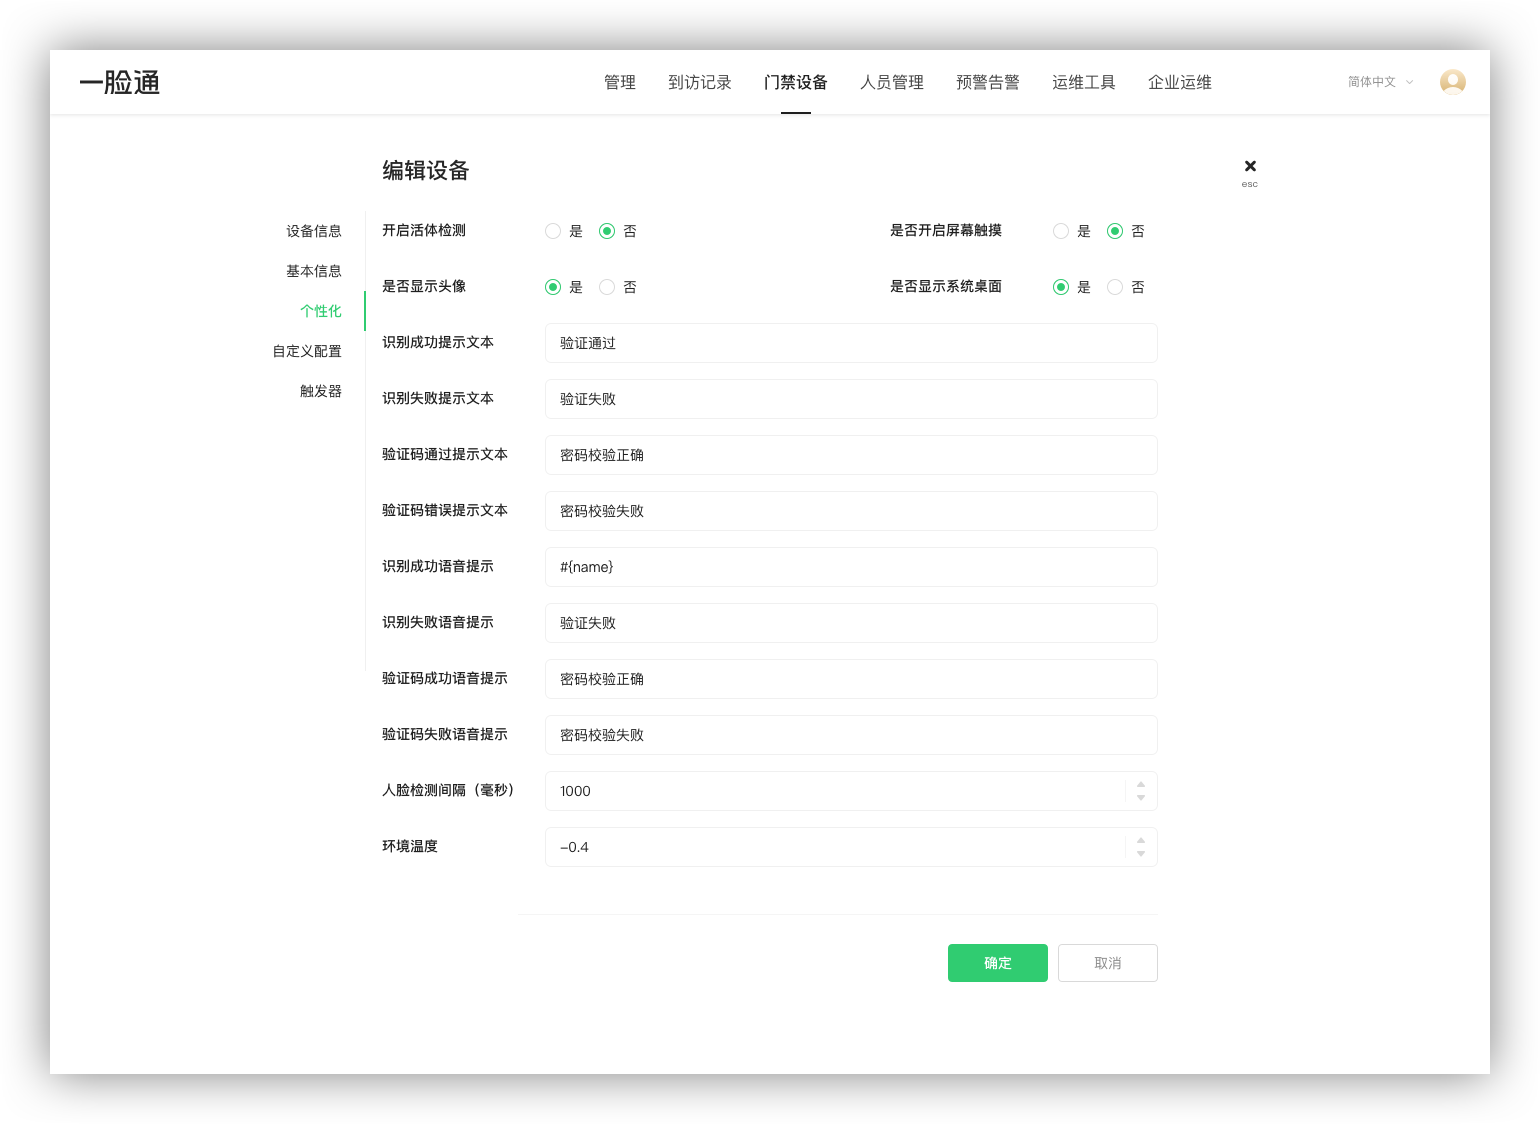 一脸通
管理 到访记录 门禁设备 人员管理 预警告警 运维工具 企业运维 简体中文
编辑设备
esc
设备信息
基本信息
个性化
自定义配置
触发器
开启活体检测 是 否 是否开启屏幕触摸 是 否
是否显示头像 是 否 是否显示系统桌面 是 否
识别成功提示文本 验证通过
识别失败提示文本 验证失败
验证码通过提示文本 密码校验正确
验证码错误提示文本 密码校验失败
识别成功语音提示 #{name}
识别失败语音提示 验证失败
验证码成功语音提示 密码校验正确
验证码失败语音提示 密码校验失败
人脸检测间隔（毫秒） 1000
环境温度 -0.4
确定 取消